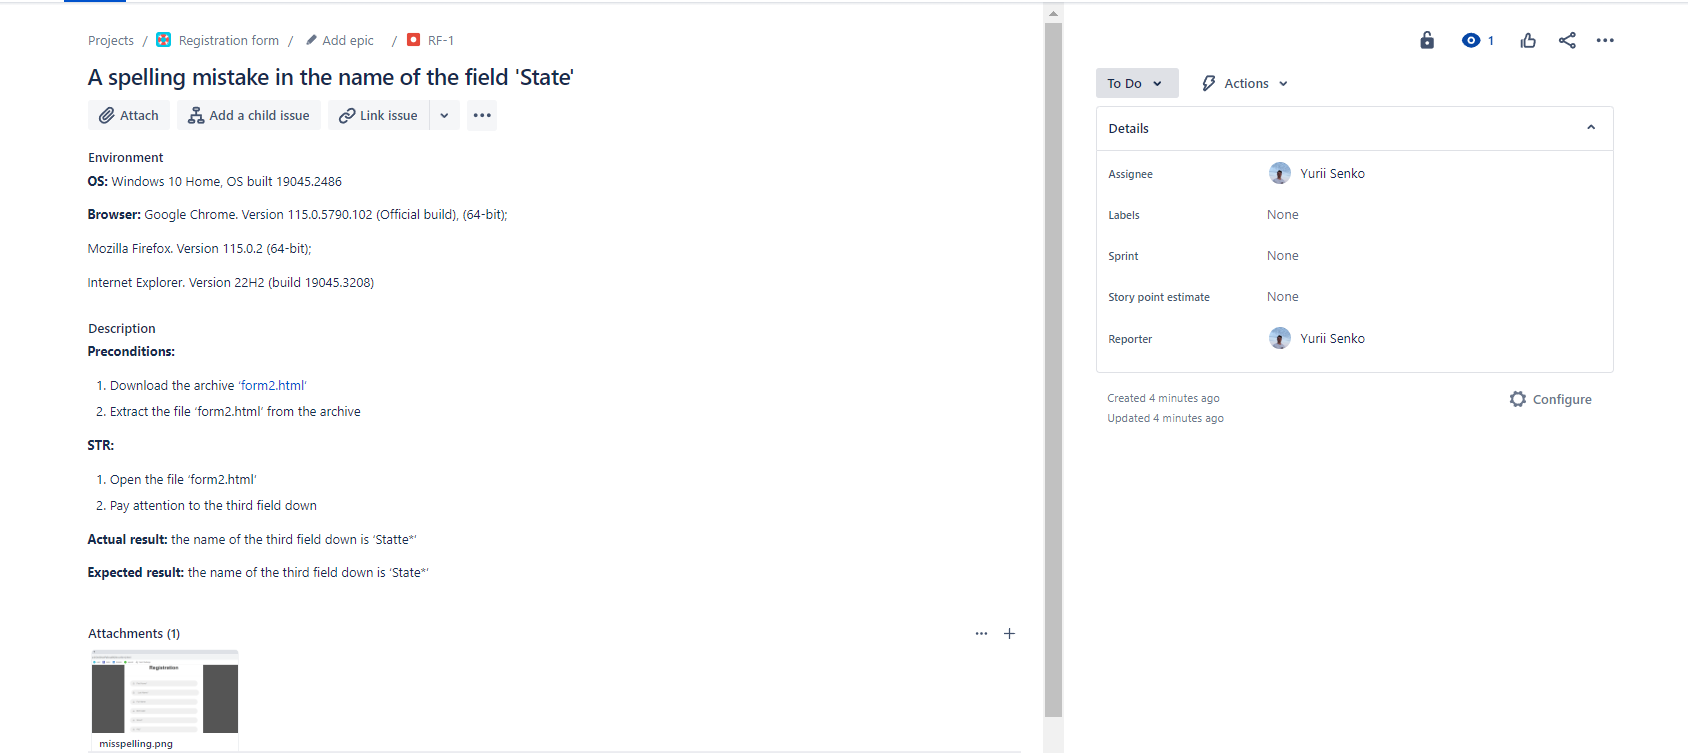 Projects / Registration form / Add epic / RF-1
A spelling mistake in the name of the field 'State'
Attach Add a child issue Link issue
Environment
OS: Windows 10 Home, OS built 19045.2486
Browser: Google Chrome. Version 115.0.5790.102 (Official build), (64-bit);
Mozilla Firefox. Version 115.0.2 (64-bit);
Internet Explorer. Version 22H2 (build 19045.3208)
Description
Preconditions:
1. Download the archive 'form2.html'
2. Extract the file 'form2.html' from the archive
STR:
1. Open the file 'form2.html'
2. Pay attention to the third field down
Actual result: the name of the third field down is 'Statte*'
Expected result: the name of the third field down is 'State*'
Attachments (1)
Registration
misspelling.png
1
To Do Actions
Details
Assignee Yurii Senko
Labels None
Sprint None
Story point estimate None
Reporter Yurii Senko
Created 4 minutes ago
Configure
Updated 4 minutes ago